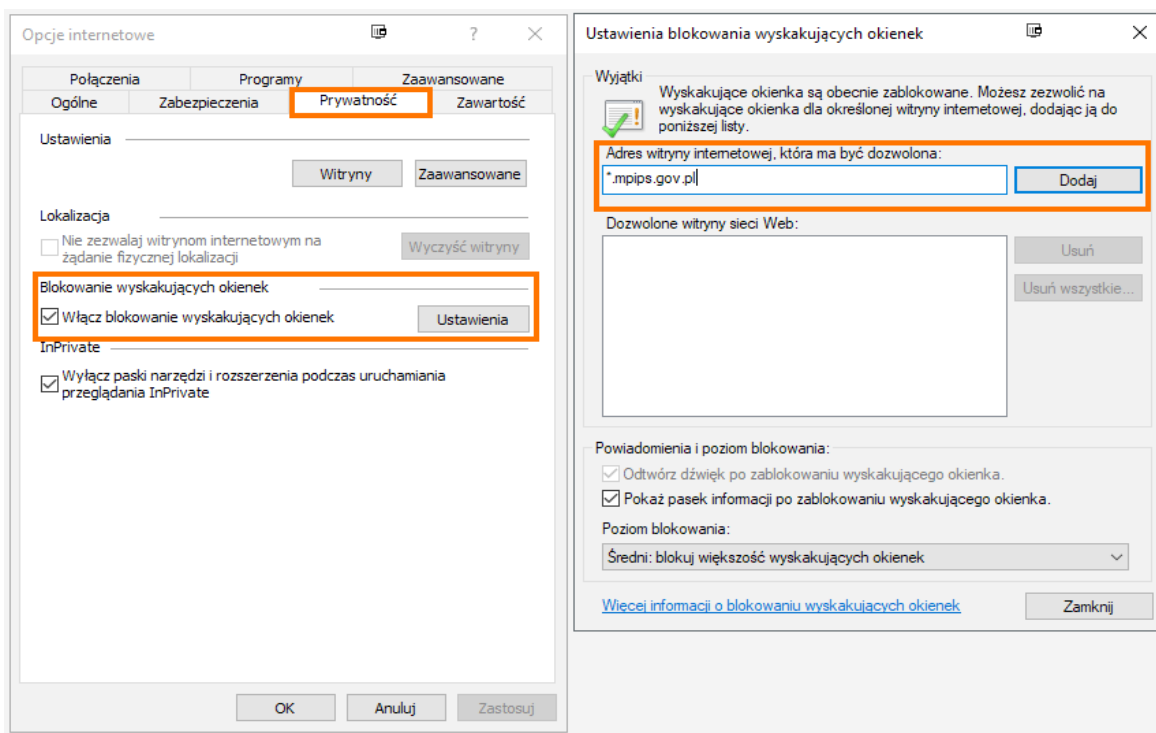 Opcje internetowe
?
Połączenia Programy Zaawansowane
Ogólne Zabezpieczenia Prywatność Zawartość
Ustawienia
Witryny Zaawansowane
Lokalizacja
Nie zezwalaj witrynom internetowym na
żądanie fizycznej lokalizacji
Wyczyść witryny
Blokowanie wyskakujących okienek
Włącz blokowanie wyskakujących okienek Ustawienia
InPrivate
Wyłącz paski narzędzi i rozszerzenia podczas uruchamiania
przeglądania InPrivate
OK Anuluj Zastosuj
Ustawienia blokowania wyskakujących okienek
Wyjątki
Wyskakujące okienka są obecnie zablokowane. Możesz zezwolić na
wyskakujące okienka dla określonej witryny internetowej, dodając ją do
poniższej listy.
Adres witryny internetowej, która ma być dozwolona:
*.mpips.gov.pl Dodaj
Dozwolone witryny sieci Web:
Usuń
Usuń wszystkie...
Powiadomienia i poziom blokowania:
Odtwórz dźwięk po zablokowaniu wyskakującego okienka.
Pokaż pasek informacji po zablokowaniu wyskakującego okienka.
Poziom blokowania:
Średni: blokuj większość wyskakujących okienek
Więcej informacji o blokowaniu wyskakujących okienek Zamknij